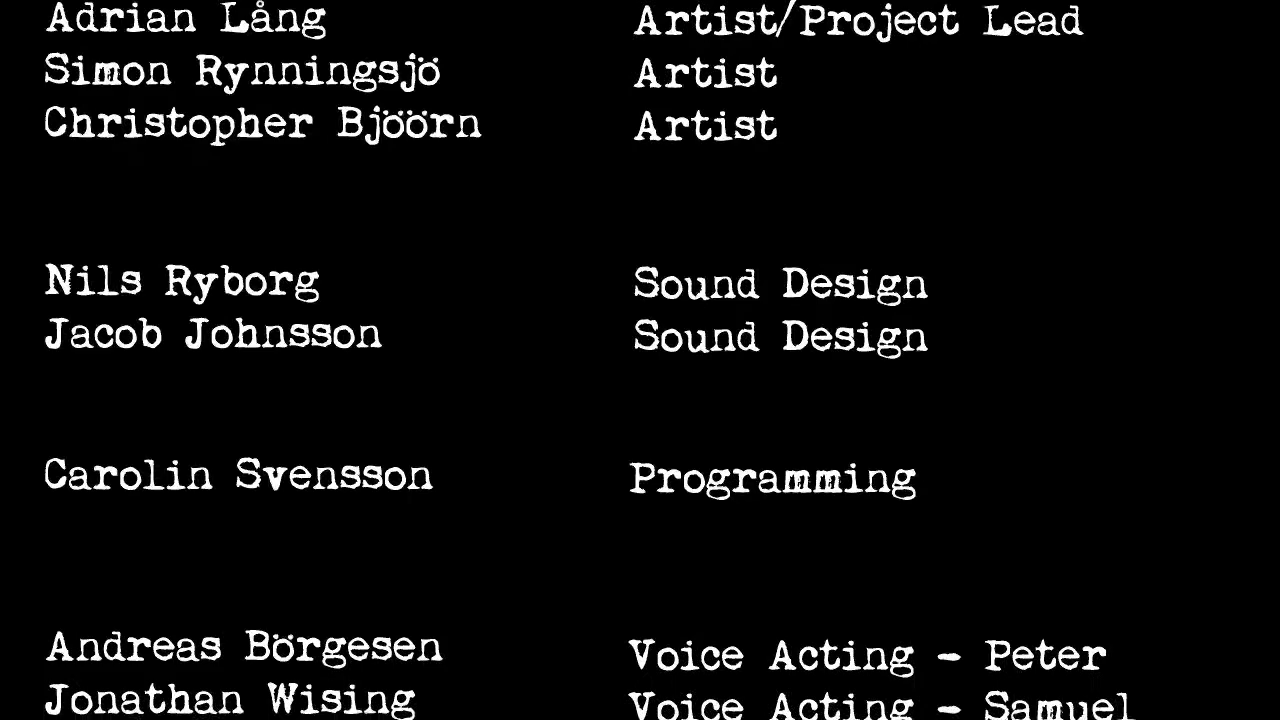 Adrian Lång Artist/Project Lead
Simon Rynningsjö Artist
Christopher Bjöörn Artist
Nils Ryborg Sound Design
Jacob Johnsson Sound Design
Carolin Svensson Programming
Andreas Börgesen Voice Acting - Peter
Jonathan Wising Voice Acting - Samuel